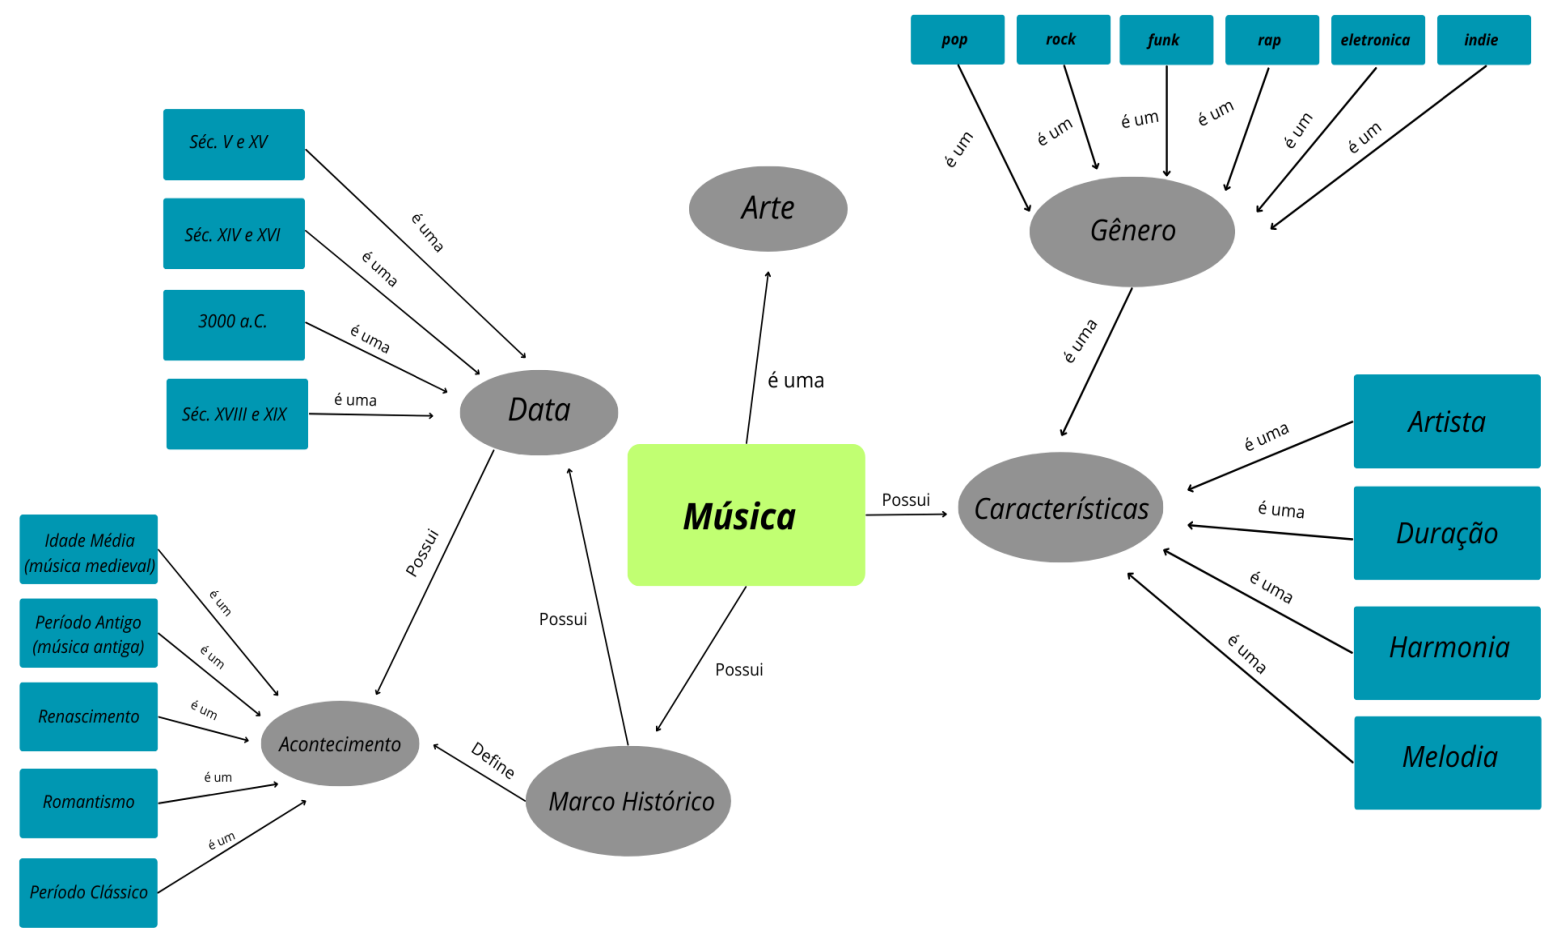 pop
rock
funk
rap
eletronica
indie
é um
é um
é um
é um
é um
é um
Gênero
é uma
Séc. V e XV
Séc. XIV e XVI
3000 a.C.
Séc. XVIII e XIX
é uma
é uma
é uma
é uma
Data
Arte
é uma
Música
Possui
Características
Artista
Duração
Harmonia
Melodia
é uma
é uma
é uma
é uma
Possui
Possui
Possui
Idade Média
(música medieval)
Período Antigo
(música antiga)
Renascimento
Romantismo
Período Clássico
é um
é um
é um
é um
é um
Acontecimento
Define
Marco Histórico